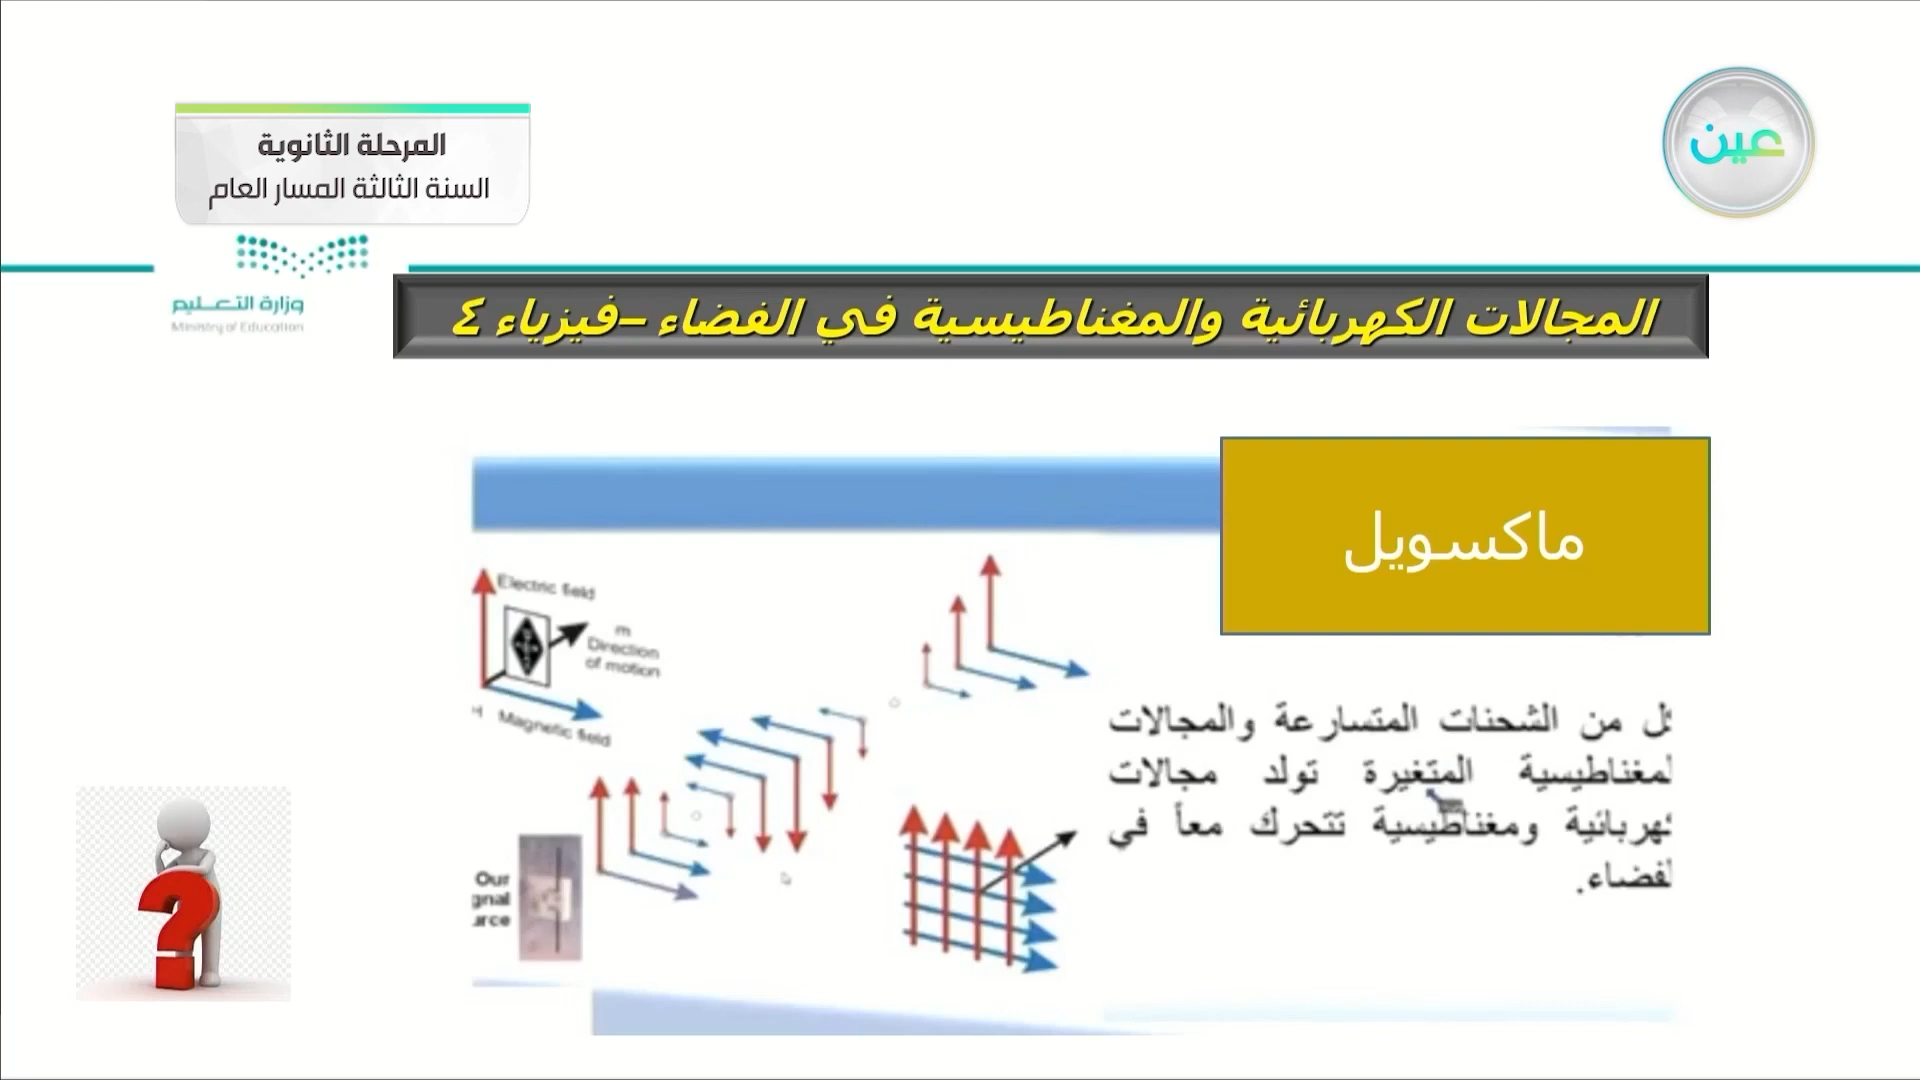 عين
المرحلة الثانوية
السنة الثالثة المسار العام
وزارة التعليم
Ministry of Education
المجالات الكهربائية والمغناطيسية في الفضاء –فيزياء ٤
ماكسويل
Electric field
m
Direction
of motion
H Magnetic field
من الشحنات المتسارعة والمجالات
المتغيرة تولد مجالات
ومغناطيسية تتحرك معاً في
Our